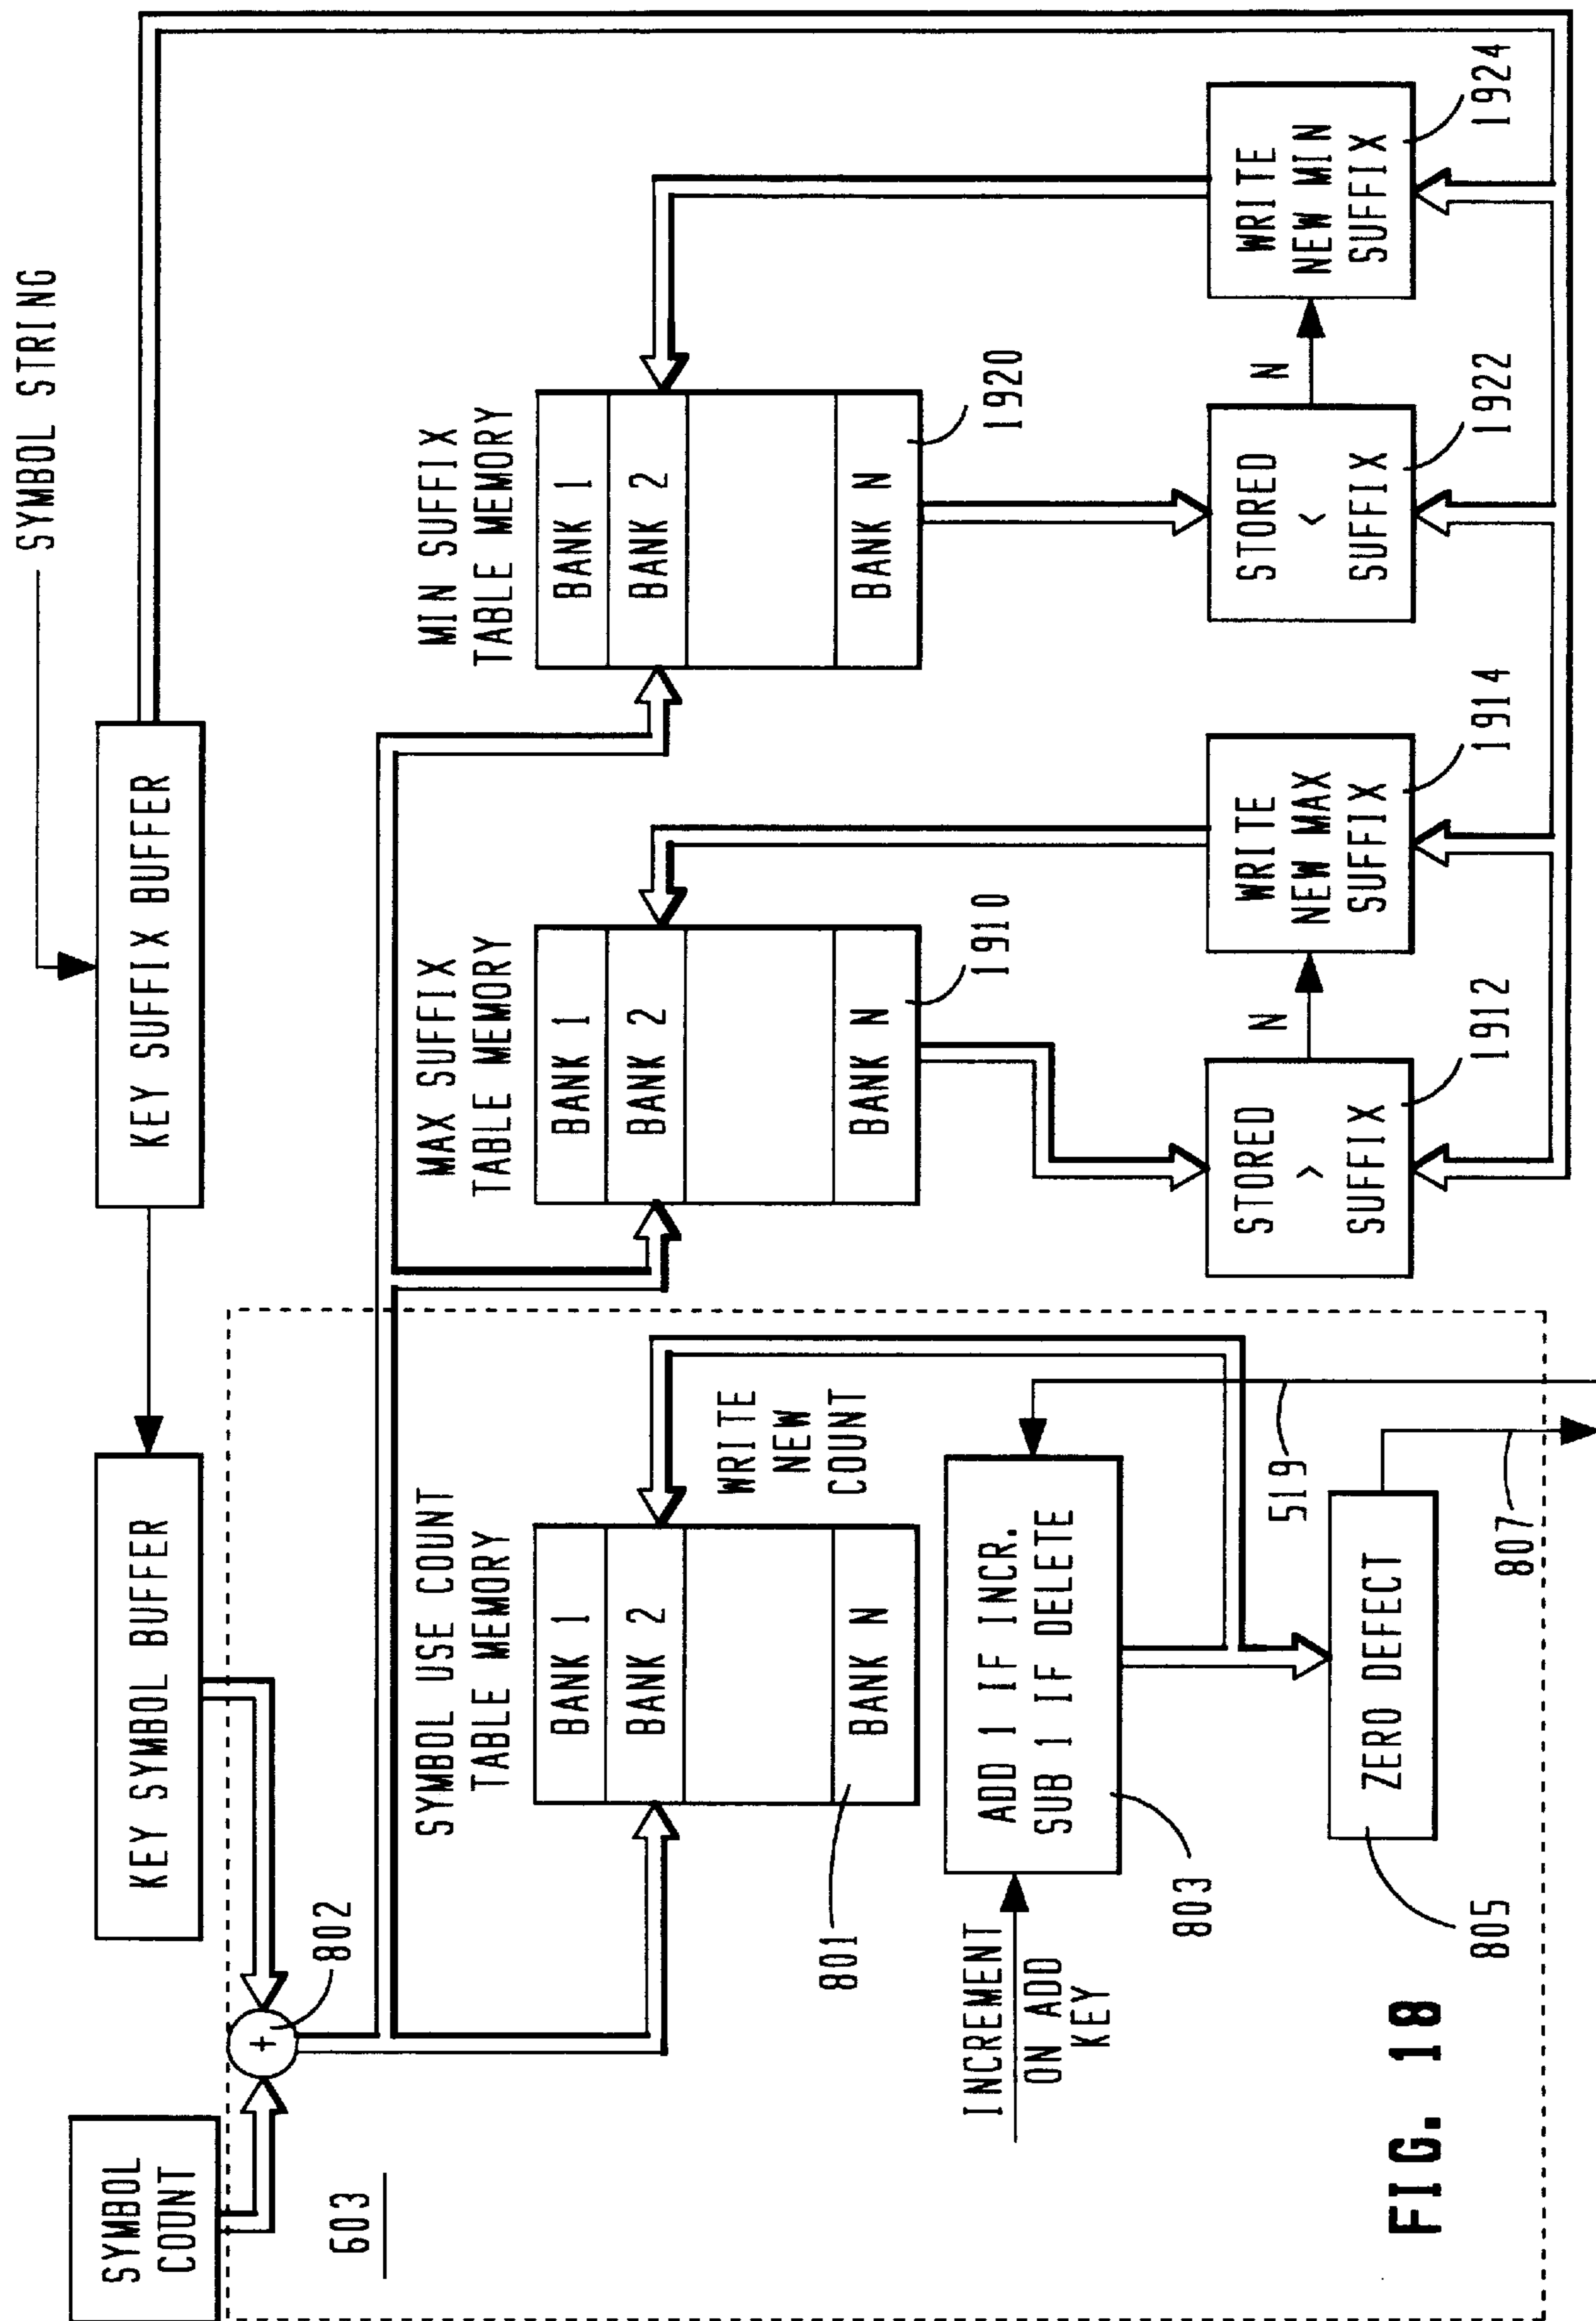 SYMBOL STRING
SYMBOL
COUNT
KEY SYMBOL BUFFER
KEY SUFFIX BUFFER
802
603
SYMBOL USE COUNT
TABLE MEMORY
BANK 1
BANK 2
BANK N
801
WRITE
NEW
COUNT
MAX SUFFIX
TABLE MEMORY
BANK 1
BANK 2
BANK N
1910
MIN SUFFIX
TABLE MEMORY
BANK 1
BANK 2
BANK N
1920
INCREMENT
ON ADD
KEY
ADD 1 IF INCR.
SUB 1 IF DELETE
803
519
ZERO DEFECT
805
807
STORED
>
SUFFIX
1912
N
WRITE
NEW MAX
SUFFIX
1914
STORED
<
SUFFIX
1922
N
WRITE
NEW MIN
SUFFIX
1924
+
FIG. 18